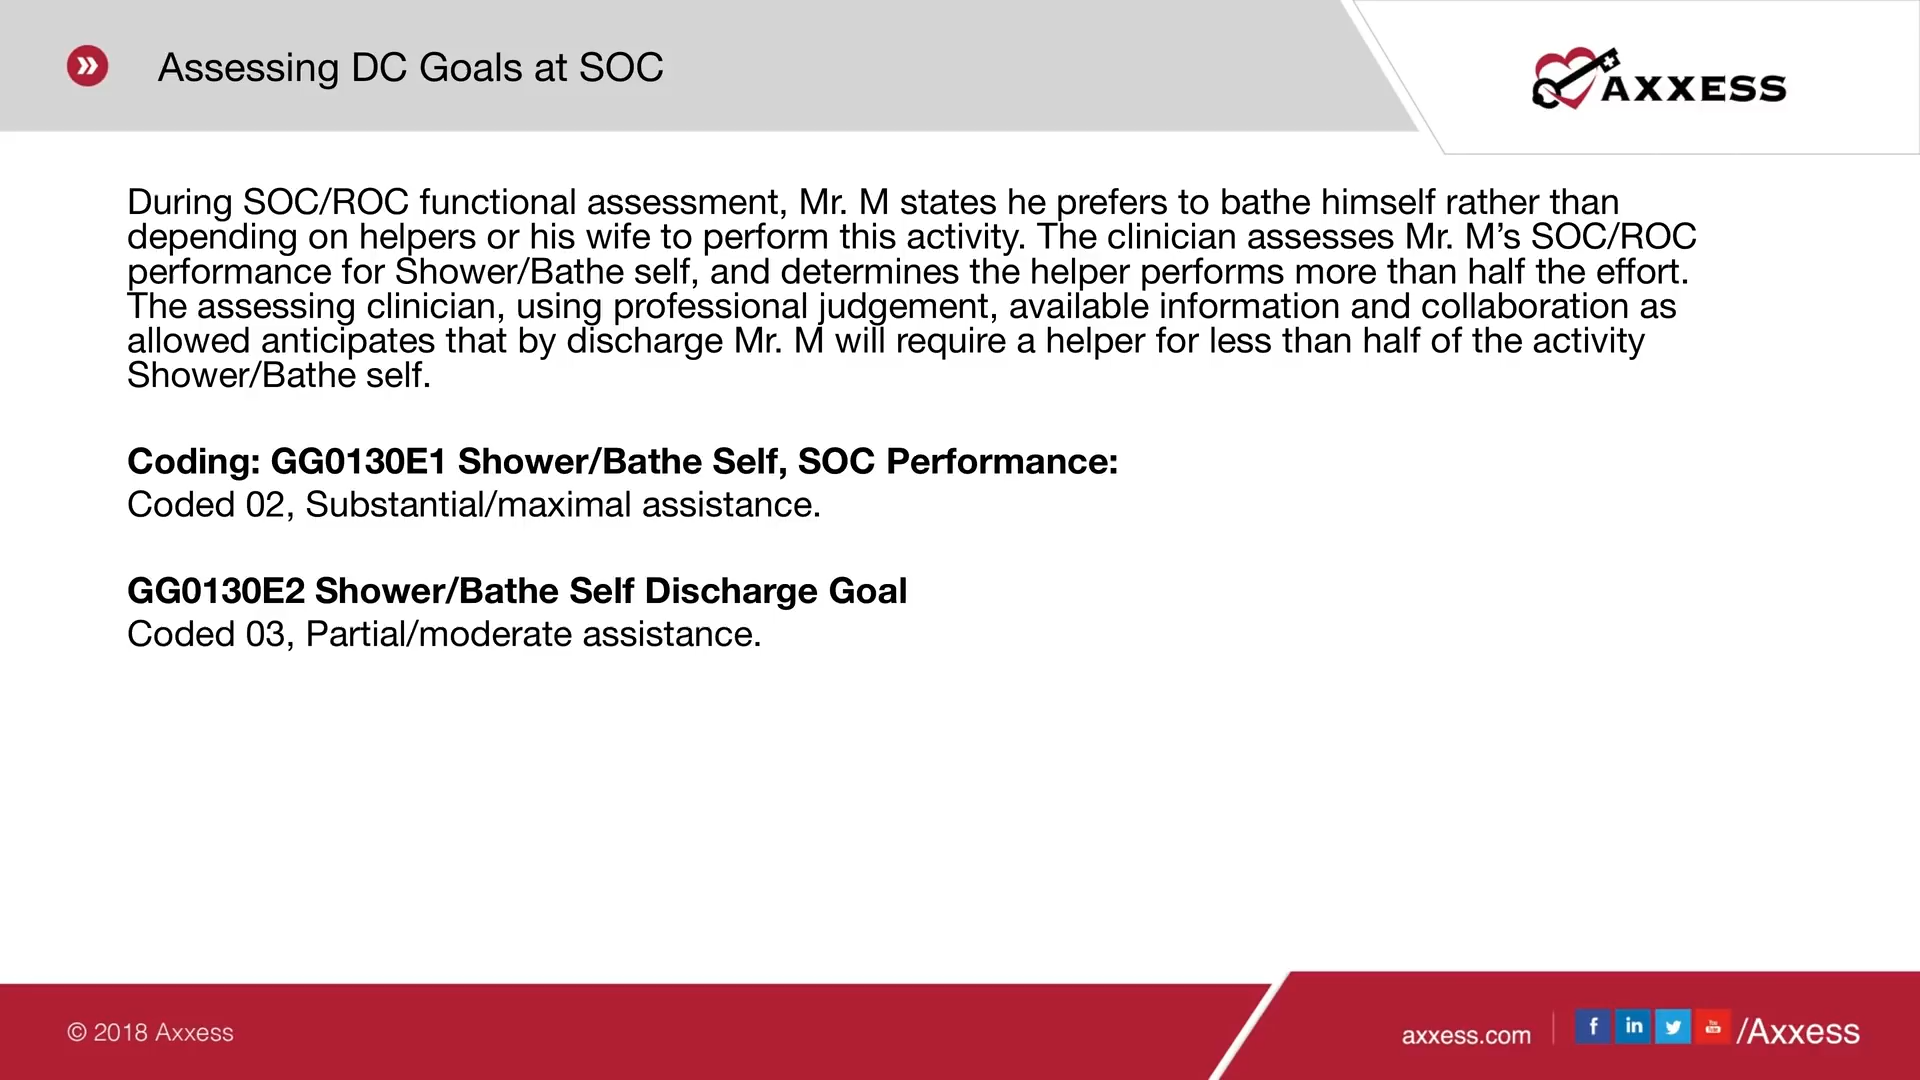 Assessing DC Goals at SOC
AXXESS
During SOC/ROC functional assessment, Mr. M states he prefers to bathe himself rather than
depending on helpers or his wife to perform this activity. The clinician assesses Mr. M’s SOC/ROC
performance for Shower/Bathe self, and determines the helper performs more than half the effort.
The assessing clinician, using professional judgement, available information and collaboration as
allowed anticipates that by discharge Mr. M will require a helper for less than half of the activity
Shower/Bathe self.
Coding: GG0130E1 Shower/Bathe Self, SOC Performance:
Coded 02, Substantial/maximal assistance.
GG0130E2 Shower/Bathe Self Discharge Goal
Coded 03, Partial/moderate assistance.
© 2018 Axxess
axxess.com
/Axxess